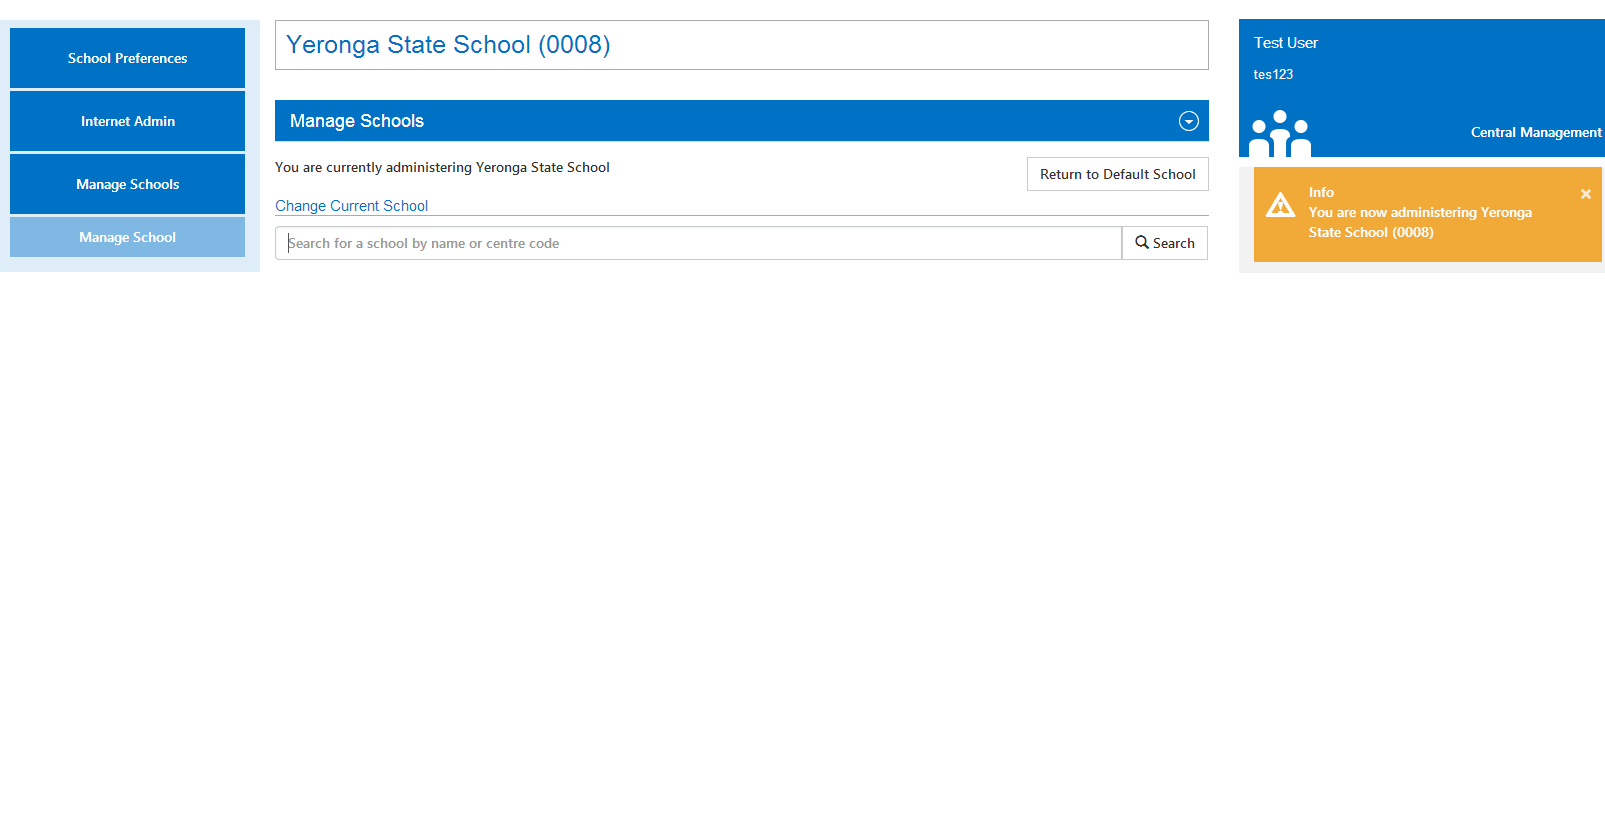 School Preferences
Internet Admin
Manage Schools
Manage School
Yeronga State School (0008)
Manage Schools
You are currently administering Yeronga State School
Return to Default School
Change Current School
Search for a school by name or centre code
Search
Test User
tes123
Central Management
Info
You are now administering Yeronga
State School (0008)